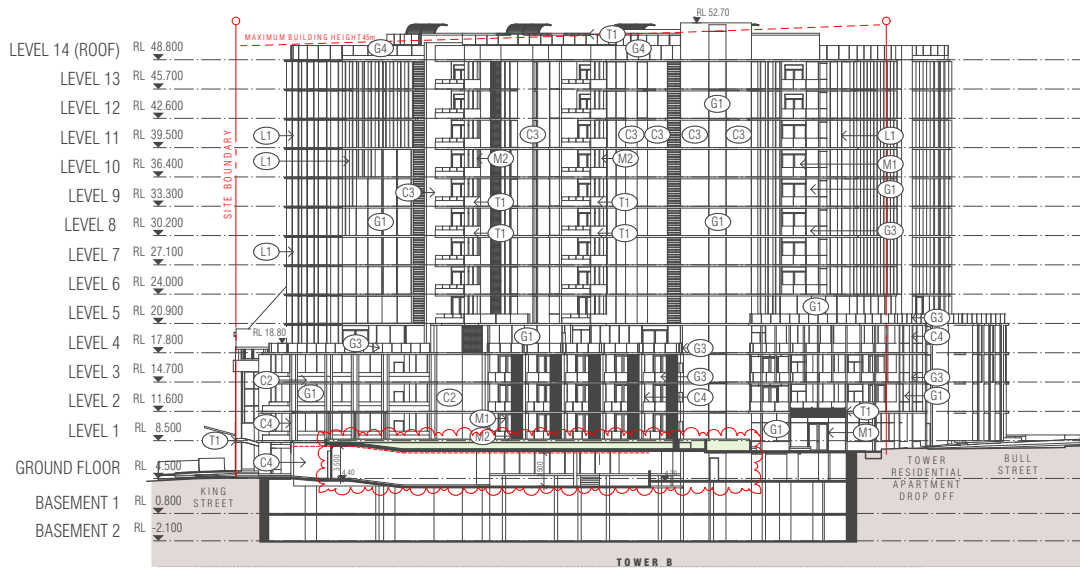 RL 52.70
MAXIMUM BUILDING HEIGHT 45m
T1
G4
G4
LEVEL 14 (ROOF) RL 48.800
LEVEL 13 RL 45.700
LEVEL 12 RL 42.600
G1
LEVEL 11 RL 39.500
L1
C3
C3
C3
C3
C3
L1
SITE BOUNDARY
LEVEL 10 RL 36.400
L1
M2
M2
M1
LEVEL 9 RL 33.300
C3
T1
T1
G1
LEVEL 8 RL 30.200
G1
T1
T1
G1
G3
LEVEL 7 RL 27.100
L1
LEVEL 6 RL 24.000
LEVEL 5 RL 20.900
G1
G3
RL 18.80
LEVEL 4 RL 17.800
G3
G1
G3
C4
LEVEL 3 RL 14.700
C2
G3
G3
LEVEL 2 RL 11.600
G1
C2
C4
G1
LEVEL 1 RL 8.500
C4
M1
T1
T1
M2
G1
M1
GROUND FLOOR RL 4.500
C4
KING
STREET
TOWER
RESIDENTIAL
APARTMENT
DROP OFF
BULL
STREET
BASEMENT 1 RL 0.800
BASEMENT 2 RL -2.100
TOWER B